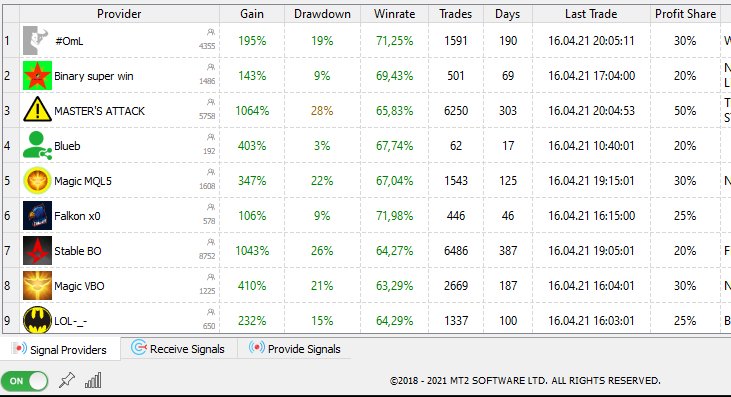 Provider Gain Drawdown Winrate Trades Days Last Trade Profit Share
1 #OmL 4355 195% 19% 71,25% 1591 190 16.04.21 20:05:11 30%
2 Binary super win 1486 143% 9% 69,43% 501 69 16.04.21 17:04:00 20%
3 MASTER'S ATTACK 5758 1064% 28% 65,83% 6250 303 16.04.21 20:04:53 50%
4 Blueb 192 403% 3% 67,74% 62 17 16.04.21 10:40:01 20%
5 Magic MQL5 1608 347% 22% 67,04% 1543 125 16.04.21 19:15:01 30%
6 Falkon x0 578 106% 9% 71,98% 446 46 16.04.21 16:15:00 25%
7 Stable BO 8752 1043% 26% 64,27% 6486 387 16.04.21 19:05:01 20%
8 Magic VBO 1225 410% 21% 63,29% 2669 187 16.04.21 16:04:01 30%
9 LOL-_- 650 232% 15% 64,29% 1337 100 16.04.21 16:03:01 25%
Signal Providers Receive Signals Provide Signals
ON ©2018 - 2021 MT2 SOFTWARE LTD. ALL RIGHTS RESERVED.